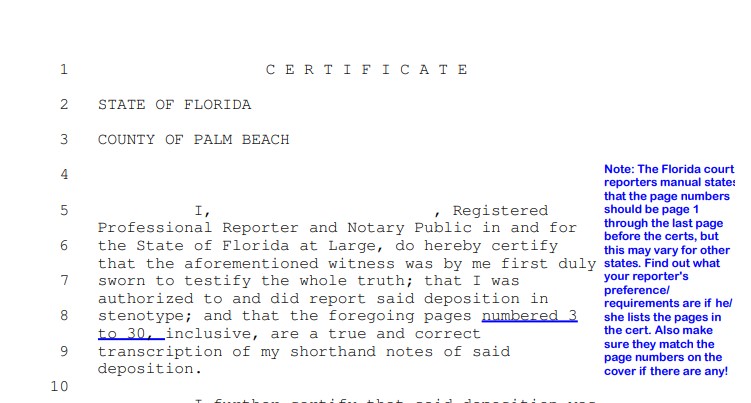 1 C E R T I F I C A T E
2 STATE OF FLORIDA
3 COUNTY OF PALM BEACH
4
5 I, , Registered
Professional Reporter and Notary Public in and for
6 the State of Florida at Large, do hereby certify
that the aforementioned witness was by me first duly
7 sworn to testify the whole truth; that I was
authorized to and did report said deposition in
8 stenotype; and that the foregoing pages numbered 3
to 30, inclusive, are a true and correct
9 transcription of my shorthand notes of said
deposition.
10
I further certify that said deposition was
Note: The Florida court
reporters manual states
that the page numbers
should be page 1
through the last page
before the certs, but
this may vary for other
states. Find out what
your reporter's
preference/
requirements are if he/
she lists the pages in
the cert. Also make
sure they match the
page numbers on the
cover if there are any!